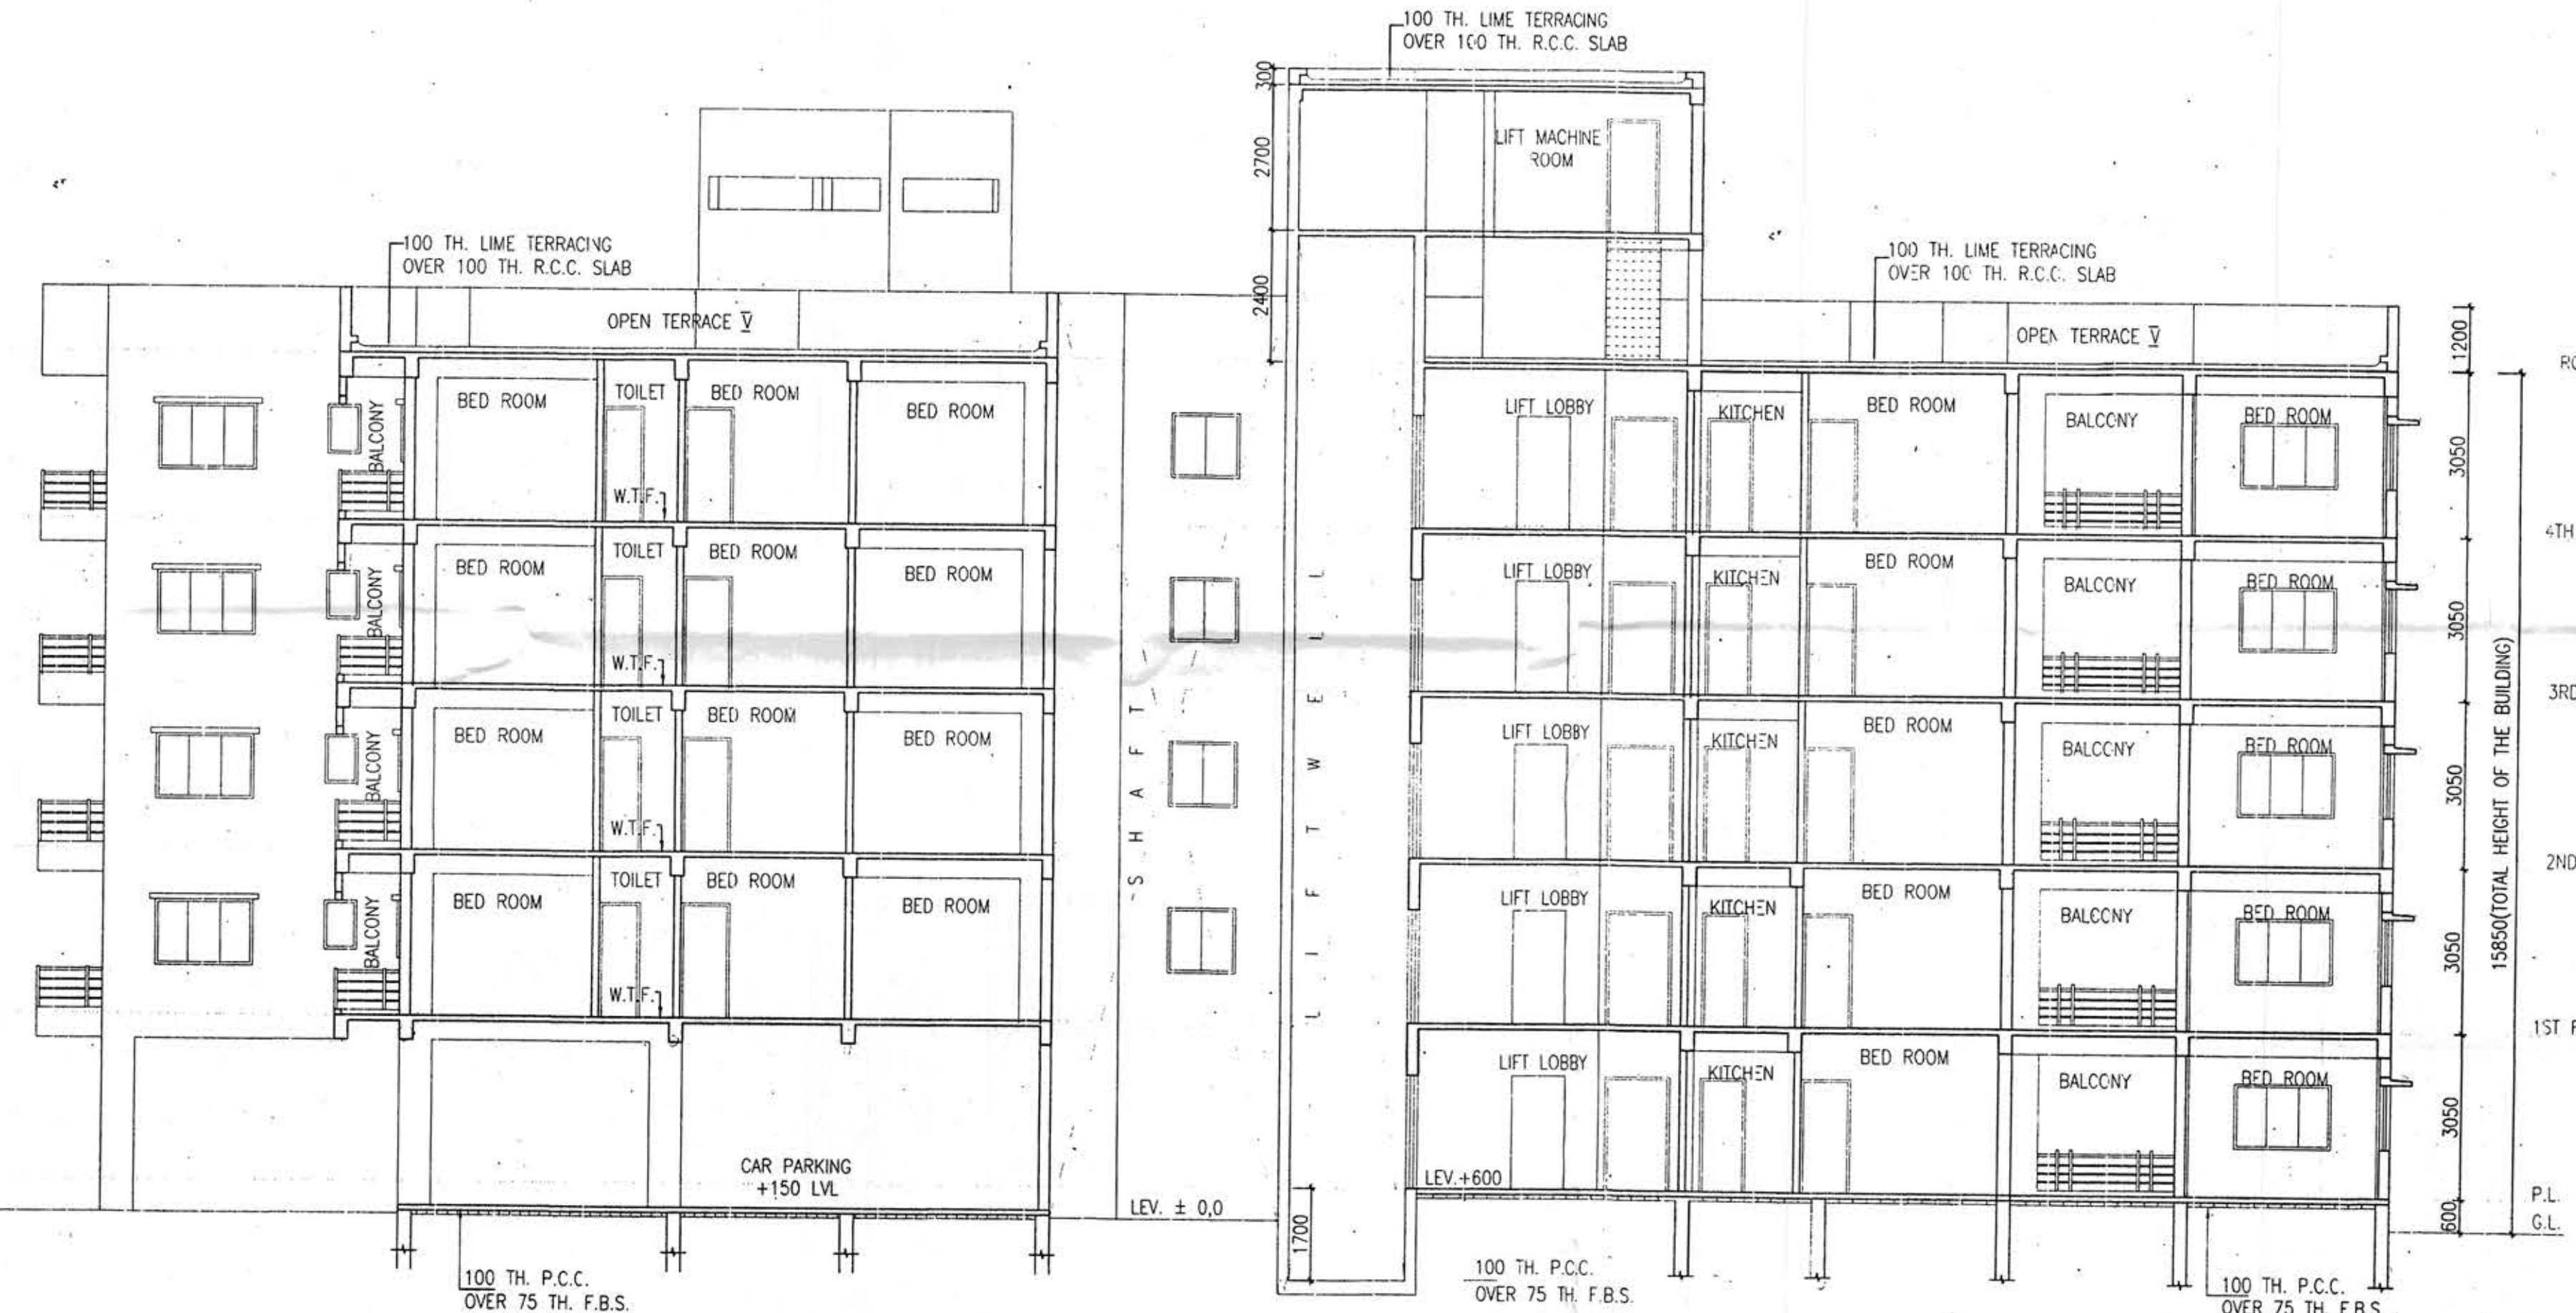 100 TH. LIME TERRACING
OVER 100 TH. R.C.C. SLAB
300
2700
2400
LIFT MACHINE
ROOM
100 TH. LIME TERRACING
OVER 100 TH. R.C.C. SLAB
100 TH. LIME TERRACING
OVER 100 TH. R.C.C. SLAB
OPEN TERRACE V
OPEN TERRACE V
1200
BALCONY
BED ROOM
TOILET
BED ROOM
BED ROOM
W.T.F.
LIFT LOBBY
KITCHEN
BED ROOM
BALCONY
BED ROOM
3050
4TH
BALCONY
BED ROOM
TOILET
BED ROOM
BED ROOM
W.T.F.
LIFT LOBBY
KITCHEN
BED ROOM
BALCONY
BED ROOM
3050
3RD
BALCONY
BED ROOM
TOILET
BED ROOM
BED ROOM
W.T.F.
LIFT LOBBY
KITCHEN
BED ROOM
BALCONY
BED ROOM
3050
2ND
BALCONY
BED ROOM
TOILET
BED ROOM
BED ROOM
W.T.F.
LIFT LOBBY
KITCHEN
BED ROOM
BALCONY
BED ROOM
3050
1ST F
SHAFT
LIFT WELL
15850(TOTAL HEIGHT OF THE BUILDING)
LIFT LOBBY
KITCHEN
BED ROOM
BALCONY
BED ROOM
3050
CAR PARKING
+150 LVL
LEV. ± 0,0
LEV.+600
1700
600
P.L.
G.L.
100 TH. P.C.C.
OVER 75 TH. F.B.S.
100 TH. P.C.C.
OVER 75 TH. F.B.S.
100 TH. P.C.C.
OVER 75 TH. F.B.S.